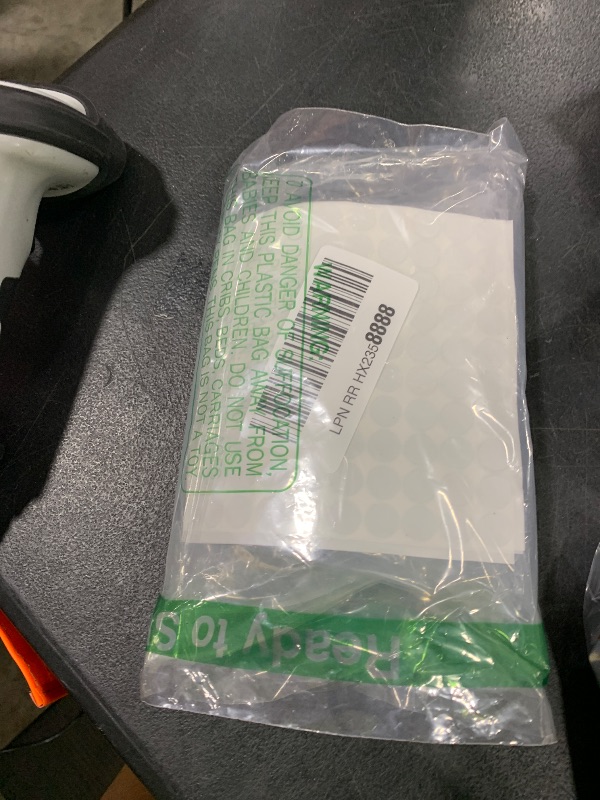 WARNING:
TO AVOID DANGER OF SUFFOCATION,
KEEP THIS PLASTIC BAG AWAY FROM
BABIES AND CHILDREN. DO NOT USE
BAG IN CRIBS, BEDS, CARRIAGES
THIS BAG IS NOT A TOY
LPN RR HX2358888
Ready to S